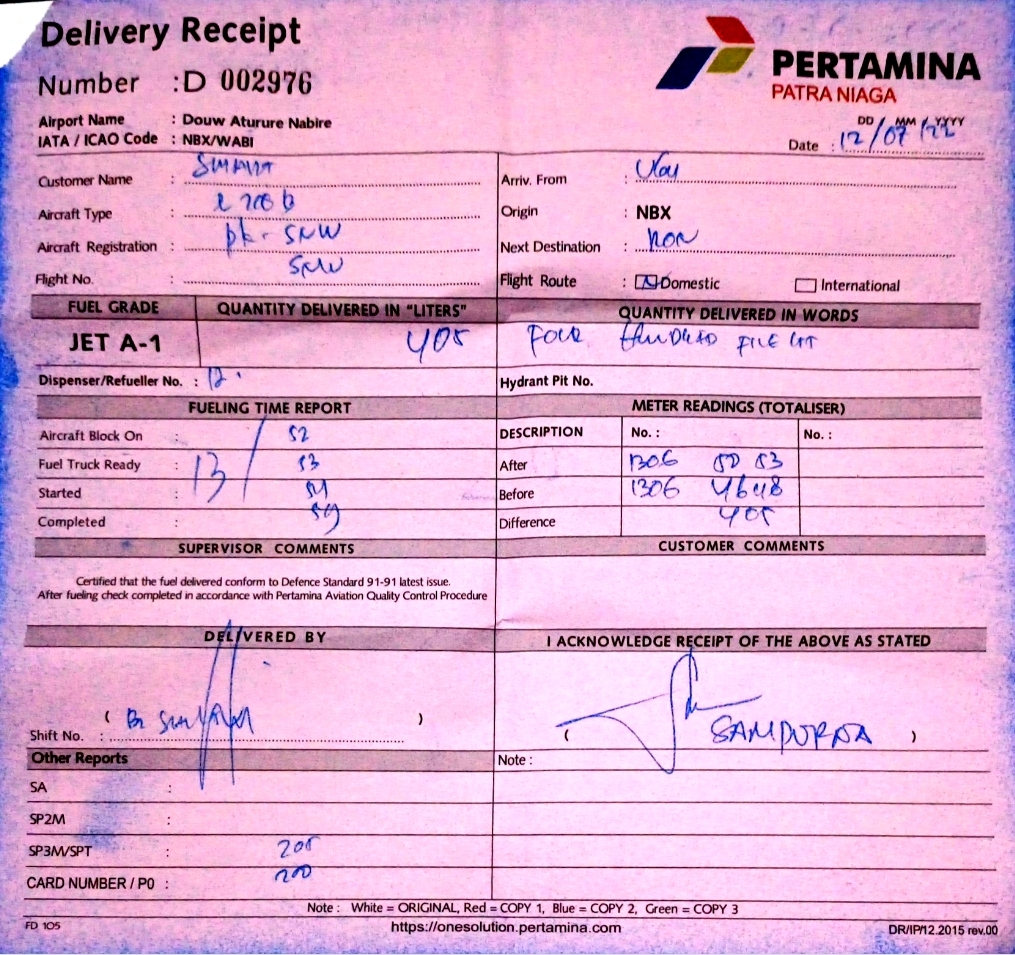 Delivery Receipt
Number : D 002976
PERTAMINA
PATRA NIAGA
Airport Name : Douw Aturure Nabire
IATA / ICAO Code : NBX/WABI
DD MM YYYY
Date : 12/07/22
Customer Name :
Arriv. From :
Aircraft Type :
Origin : NBX
Aircraft Registration : pk - SNW
Next Destination :
Flight No. : SNW
Flight Route : Domestic International
FUEL GRADE QUANTITY DELIVERED IN "LITERS" QUANTITY DELIVERED IN WORDS
JET A-1 405 FOUR HUNDRED FIVE
Dispenser/Refueller No. : 12
Hydrant Pit No.
FUELING TIME REPORT METER READINGS (TOTALISER)
Aircraft Block On : 52 DESCRIPTION No. : No. :
Fuel Truck Ready : 13 / 53 After 1306 50 53
Started : 54 Before 1306 4648
Completed : 59 Difference 405
SUPERVISOR COMMENTS CUSTOMER COMMENTS
Certified that the fuel delivered conform to Defence Standard 91-91 latest issue.
After fueling check completed in accordance with Pertamina Aviation Quality Control Procedure
DELIVERED BY I ACKNOWLEDGE RECEIPT OF THE ABOVE AS STATED
( )
Shift No. :
( SAMPURNA )
Other Reports Note :
SA :
SP2M :
SP3M/SPT : 205
CARD NUMBER / P0 : 200
Note : White = ORIGINAL, Red = COPY 1, Blue = COPY 2, Green = COPY 3
FD 105 https://onesolution.pertamina.com DR/IP/12.2015 rev.00